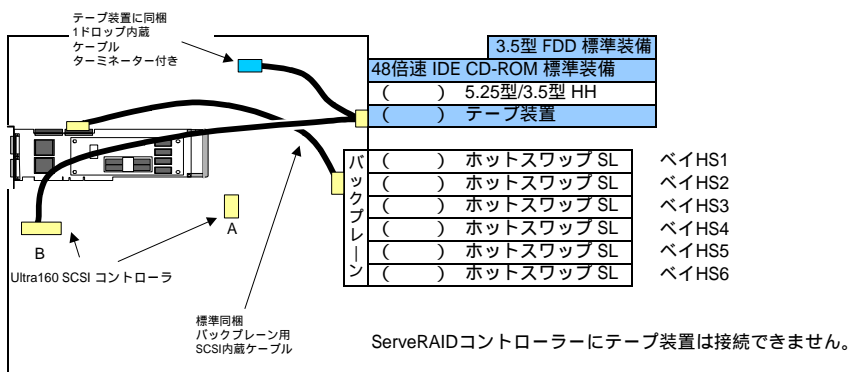 テープ装置に同梱
1ドロップ内蔵
ケーブル
ターミネーター付き
3.5型 FDD 標準装備
48倍速 IDE CD-ROM 標準装備
(　　　) 5.25型/3.5型 HH
(　　　) テープ装置
バックプレーン
(　　　) ホットスワップ SL ベイHS1
(　　　) ホットスワップ SL ベイHS2
(　　　) ホットスワップ SL ベイHS3
(　　　) ホットスワップ SL ベイHS4
(　　　) ホットスワップ SL ベイHS5
(　　　) ホットスワップ SL ベイHS6
A
B
Ultra160 SCSI コントローラ
標準同梱
バックプレーン用
SCSI内蔵ケーブル
ServeRAIDコントローラーにテープ装置は接続できません。